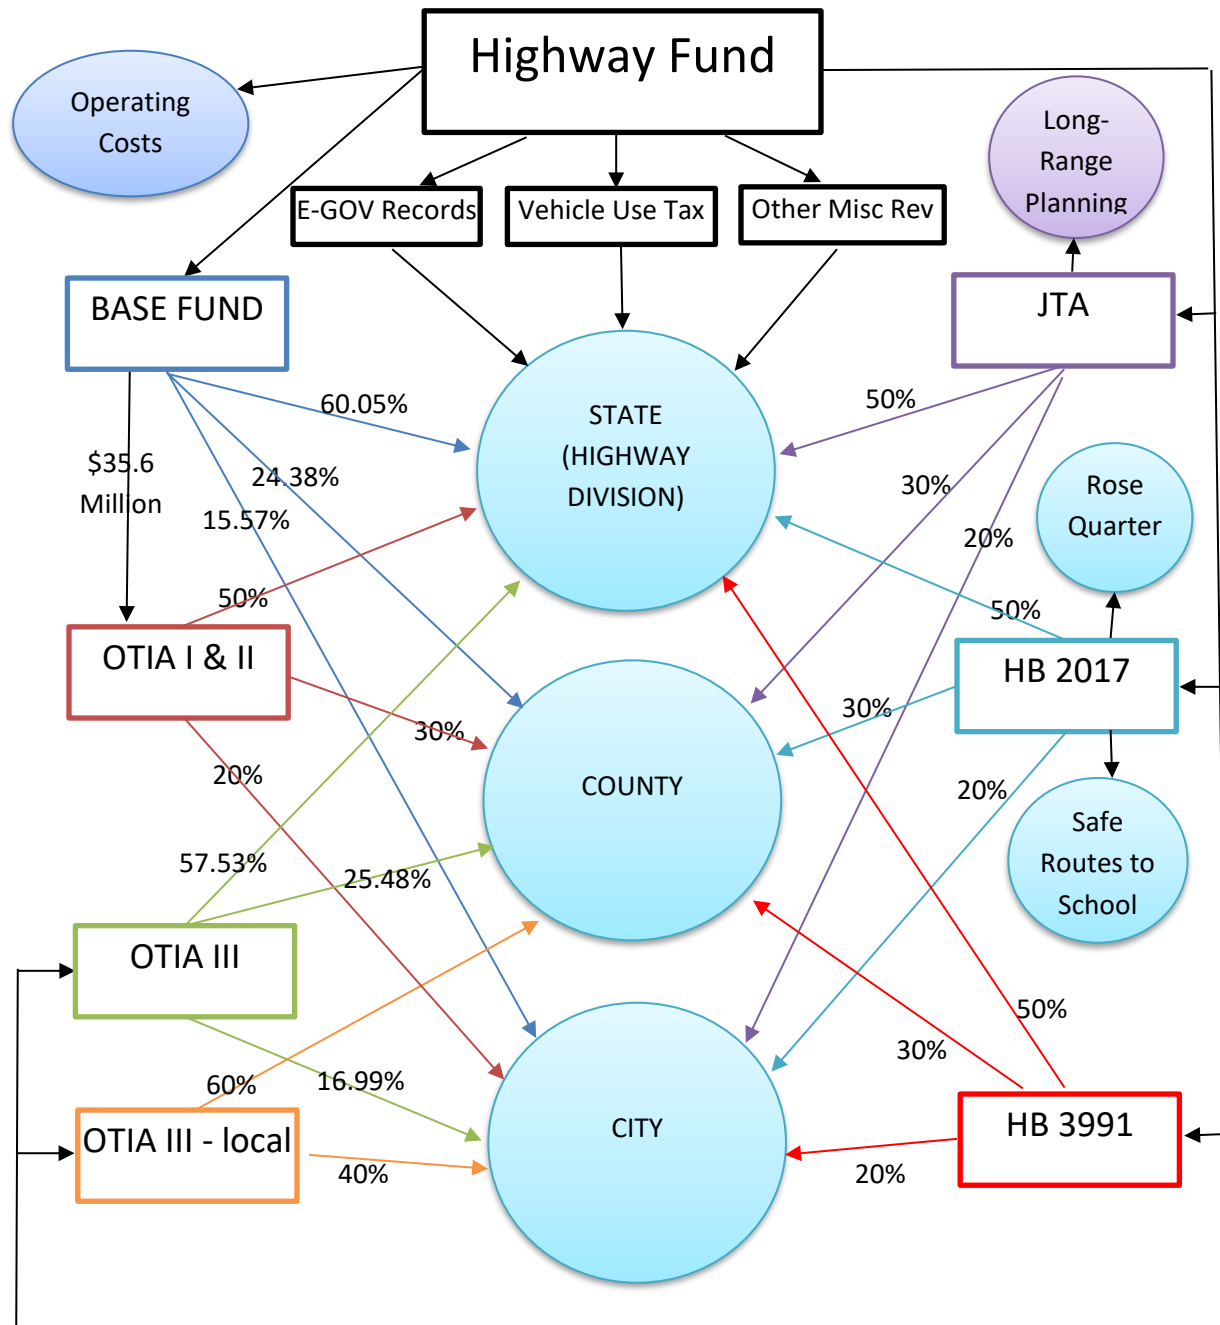 Highway Fund
Operating
Costs
Long-
Range
Planning
E-GOV Records
Vehicle Use Tax
Other Misc Rev
BASE FUND
JTA
60.05%
50%
STATE
(HIGHWAY
DIVISION)
$35.6
Million
24.38%
15.57%
30%
20%
Rose
Quarter
50%
50%
OTIA I & II
HB 2017
30%
30%
20%
COUNTY
20%
Safe
Routes to
School
57.53%
25.48%
OTIA III
50%
30%
60%
16.99%
OTIA III - local
CITY
HB 3991
40%
20%